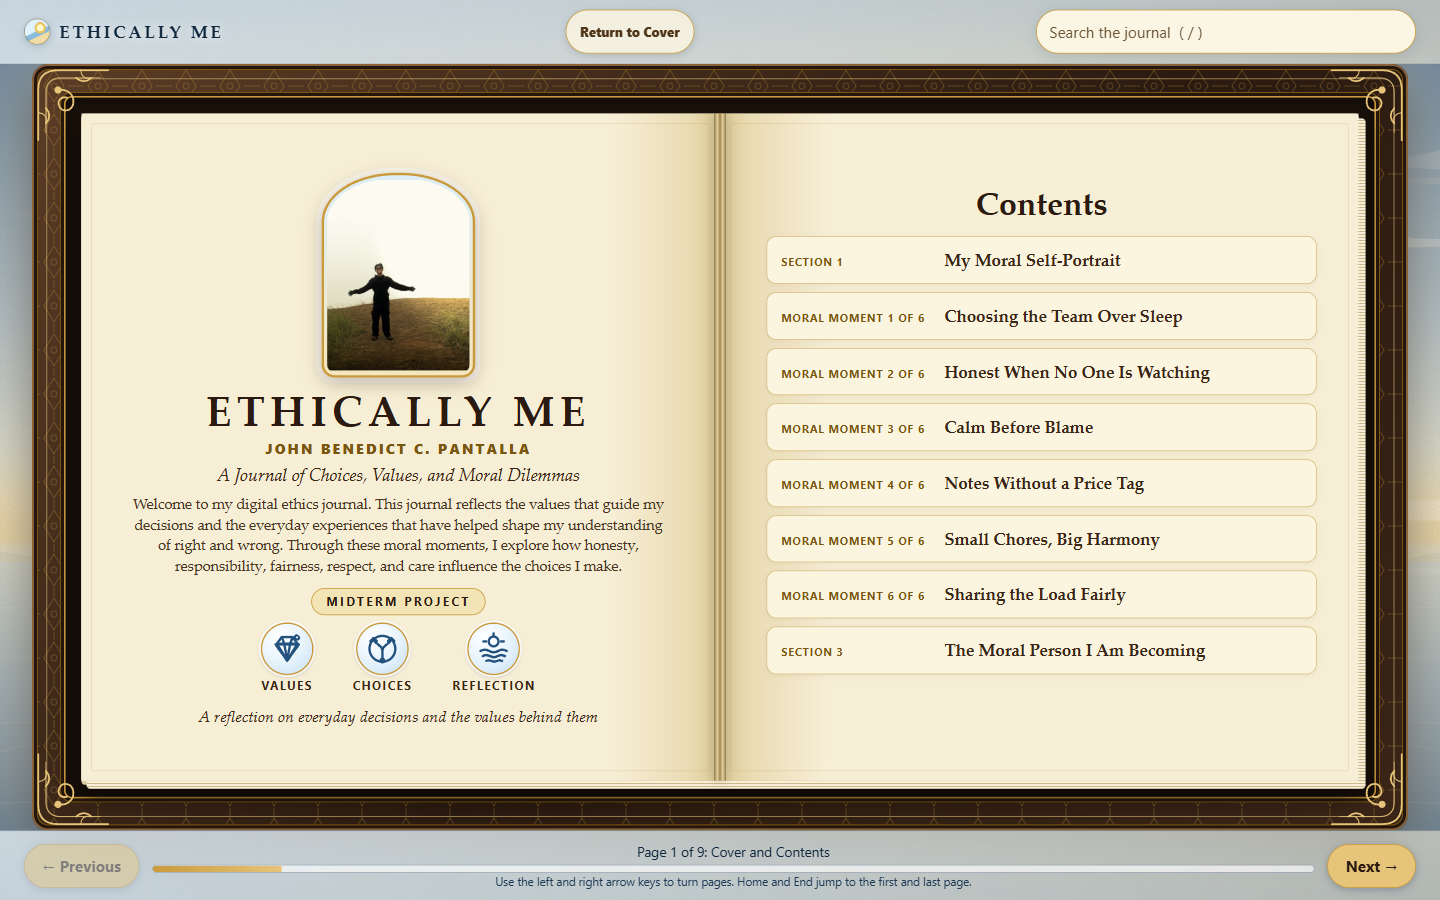 ETHICALLY ME
Return to Cover
Search the journal ( / )
ETHICALLY ME
JOHN BENEDICT C. PANTALLA
A Journal of Choices, Values, and Moral Dilemmas
Welcome to my digital ethics journal. This journal reflects the values that guide my
decisions and the everyday experiences that have helped shape my understanding
of right and wrong. Through these moral moments, I explore how honesty,
responsibility, fairness, respect, and care influence the choices I make.
MIDTERM PROJECT
VALUES CHOICES REFLECTION
A reflection on everyday decisions and the values behind them
Contents
SECTION 1 My Moral Self-Portrait
MORAL MOMENT 1 OF 6 Choosing the Team Over Sleep
MORAL MOMENT 2 OF 6 Honest When No One Is Watching
MORAL MOMENT 3 OF 6 Calm Before Blame
MORAL MOMENT 4 OF 6 Notes Without a Price Tag
MORAL MOMENT 5 OF 6 Small Chores, Big Harmony
MORAL MOMENT 6 OF 6 Sharing the Load Fairly
SECTION 3 The Moral Person I Am Becoming
← Previous
Page 1 of 9: Cover and Contents
Use the left and right arrow keys to turn pages. Home and End jump to the first and last page.
Next →